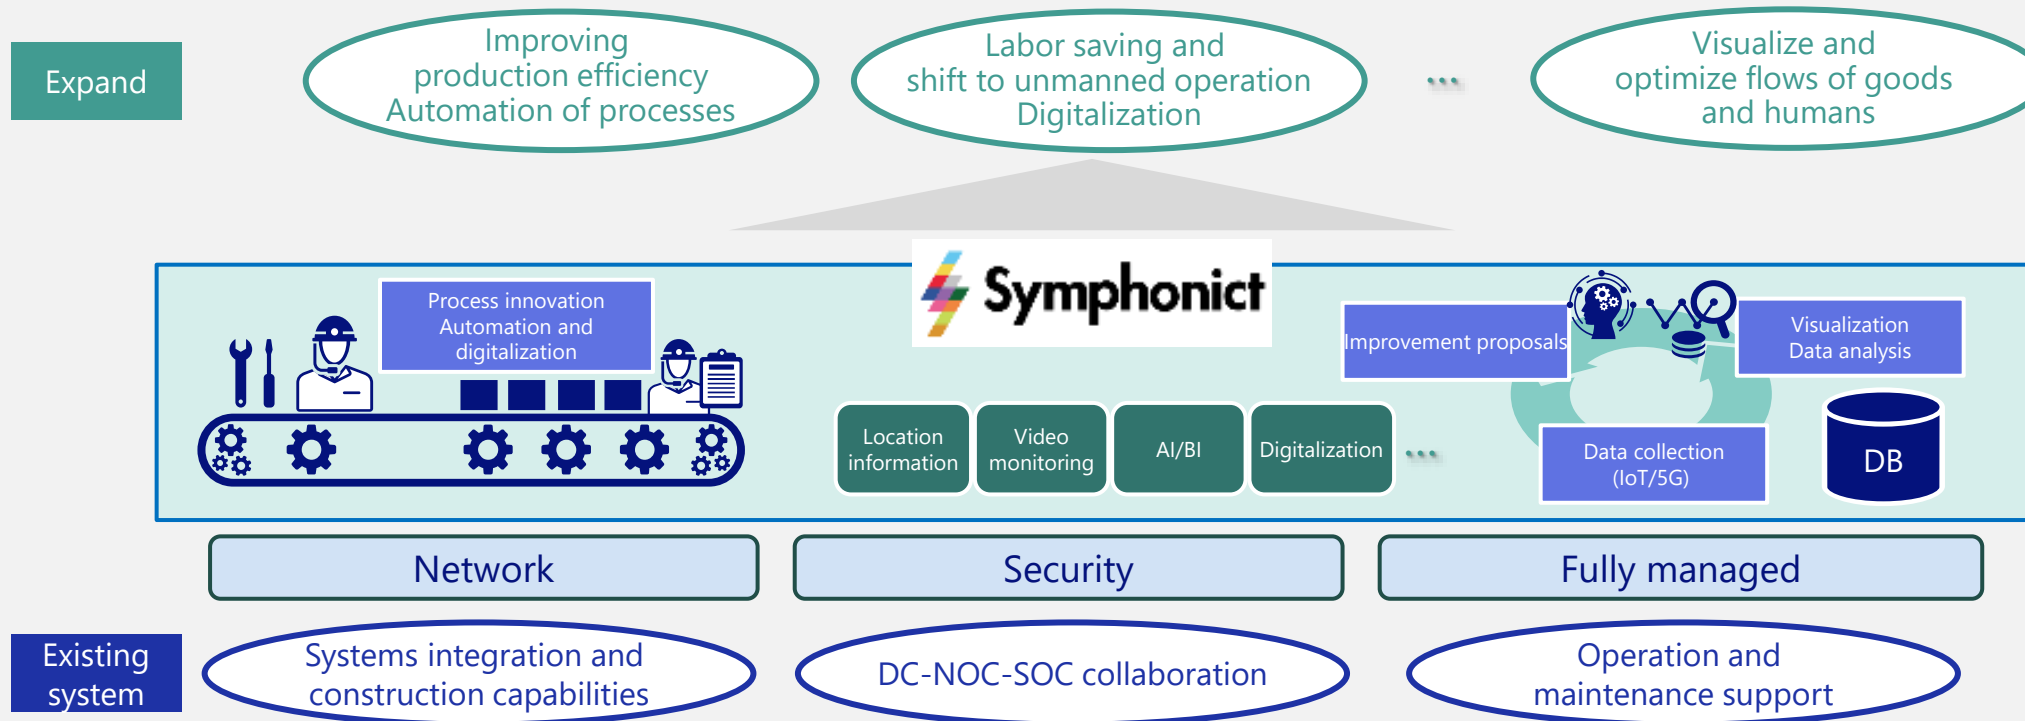 Expand
Improving
production efficiency
Automation of processes
Labor saving and
shift to unmanned operation
Digitalization
...
Visualize and
optimize flows of goods
and humans
Symphonict
Process innovation
Automation and
digitalization
Improvement proposals
Visualization
Data analysis
Location
information
Video
monitoring
AI/BI
Digitalization
...
Data collection
(IoT/5G)
DB
Network
Security
Fully managed
Existing
system
Systems integration and
construction capabilities
DC-NOC-SOC collaboration
Operation and
maintenance support